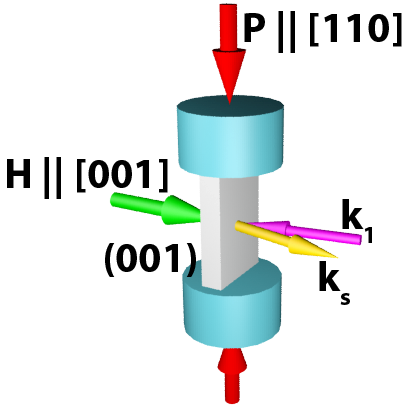 P || [110]
H || [001]
(001)
k₁
kₛ